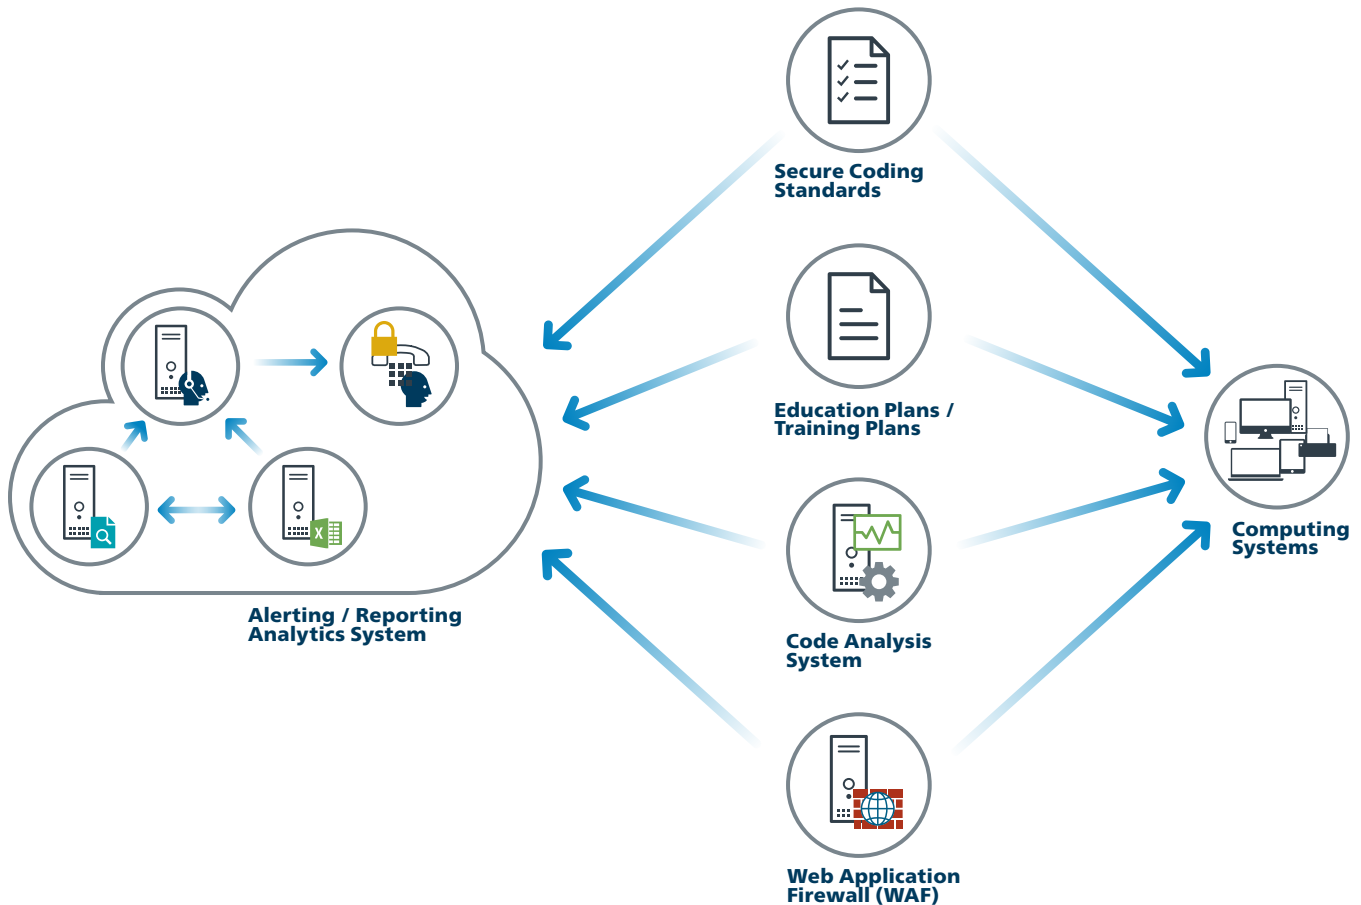 Secure Coding
Standards
Education Plans /
Training Plans
Computing
Systems
Alerting / Reporting
Analytics System
X
Code Analysis
System
Web Application
Firewall (WAF)